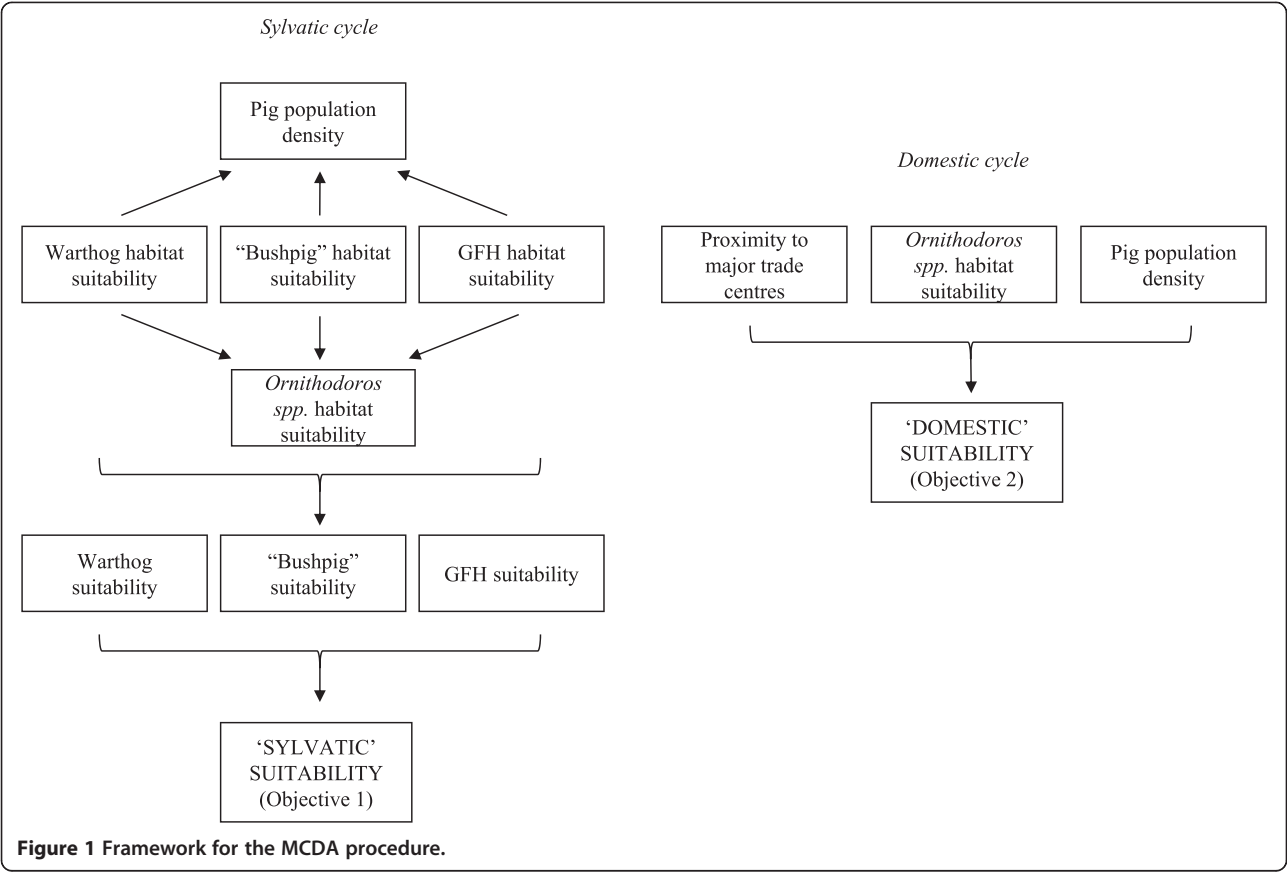 Sylvatic cycle
Pig population
density
Domestic cycle
Warthog habitat
suitability
“Bushpig” habitat
suitability
GFH habitat
suitability
Proximity to
major trade
centres
Ornithodoros
spp. habitat
suitability
Pig population
density
Ornithodoros
spp. habitat
suitability
‘DOMESTIC’
SUITABILITY
(Objective 2)
Warthog
suitability
“Bushpig”
suitability
GFH suitability
‘SYLVATIC’
SUITABILITY
(Objective 1)
Figure 1 Framework for the MCDA procedure.